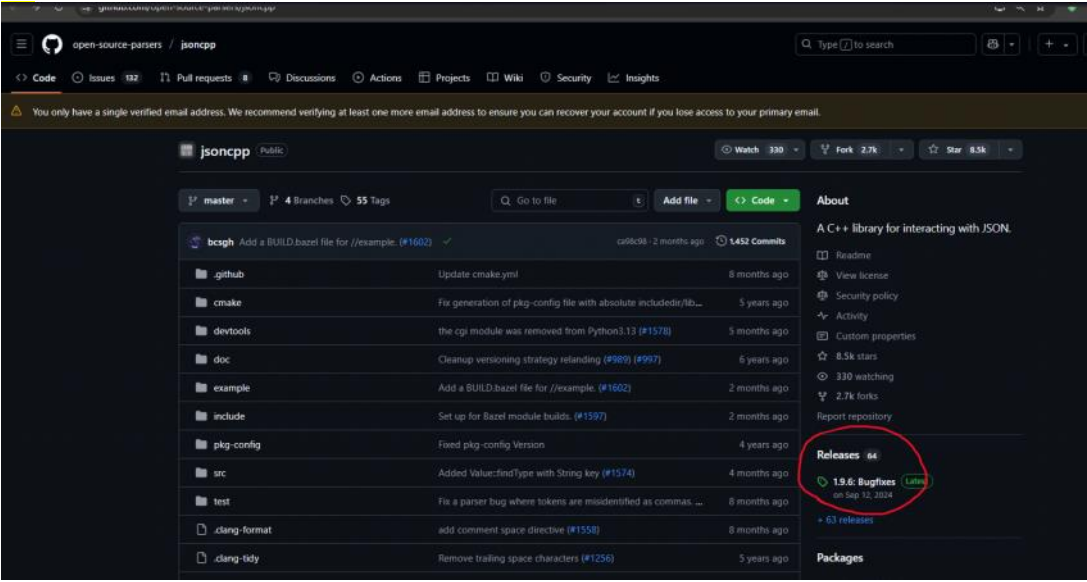 github.com/open-source-parsers/jsoncpp
open-source-parsers / jsoncpp
Type / to search
Code Issues 132 Pull requests 8 Discussions Actions Projects Wiki Security Insights
You only have a single verified email address. We recommend verifying at least one more email address to ensure you can recover your account if you lose access to your primary email.
jsoncpp Public
Watch 330 Fork 2.7k Star 8.5k
master 4 Branches 55 Tags Go to file t Add file Code
bcsgh Add a BUILD.bazel file for //example. (#1602) ca98c98 · 2 months ago 1,452 Commits
.github Update cmake.yml 8 months ago
cmake Fix generation of pkg-config file with absolute includedir/lib... 5 years ago
devtools the cgi module was removed from Python3.13 (#1578) 5 months ago
doc Cleanup versioning strategy relanding (#989) (#997) 6 years ago
example Add a BUILD.bazel file for //example. (#1602) 2 months ago
include Set up for Bazel module builds. (#1597) 2 months ago
pkg-config Fixed pkg-config Version 4 years ago
src Added Value::findType with String key (#1574) 4 months ago
test Fix a parser bug where tokens are misidentified as commas. ... 8 months ago
.clang-format add comment space directive (#1558) 8 months ago
.clang-tidy Remove trailing space characters (#1256) 5 years ago
About
A C++ library for interacting with JSON.
Readme
View license
Security policy
Activity
Custom properties
8.5k stars
330 watching
2.7k forks
Report repository
Releases 64
1.9.6: Bugfixes Latest
on Sep 12, 2024
+ 63 releases
Packages